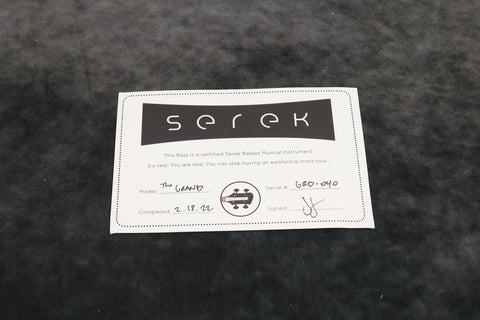 serek
This Bass is a certified Serek Basses Musical Instrument.
It's real. You are real. You can stop having an existential crisis now...
Model: The GRAND Serial #: GRD-040
Completed: 2.18.22 Signed: